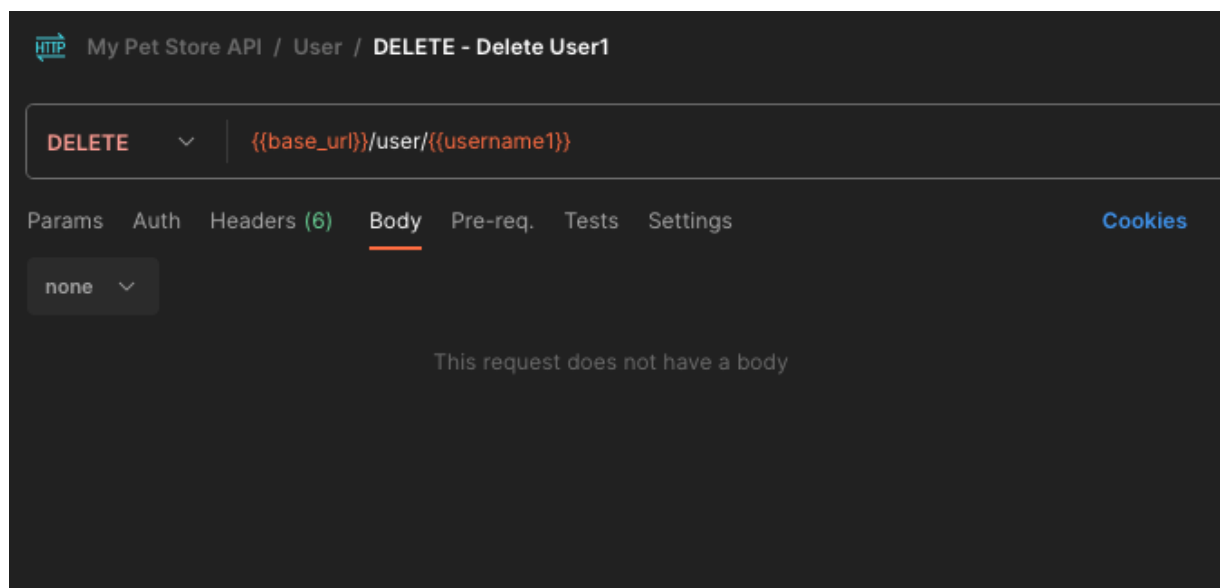 HTTP My Pet Store API / User / DELETE - Delete User1
DELETE {{base_url}}/user/{{username1}}
Params Auth Headers (6) Body Pre-req. Tests Settings Cookies
none
This request does not have a body